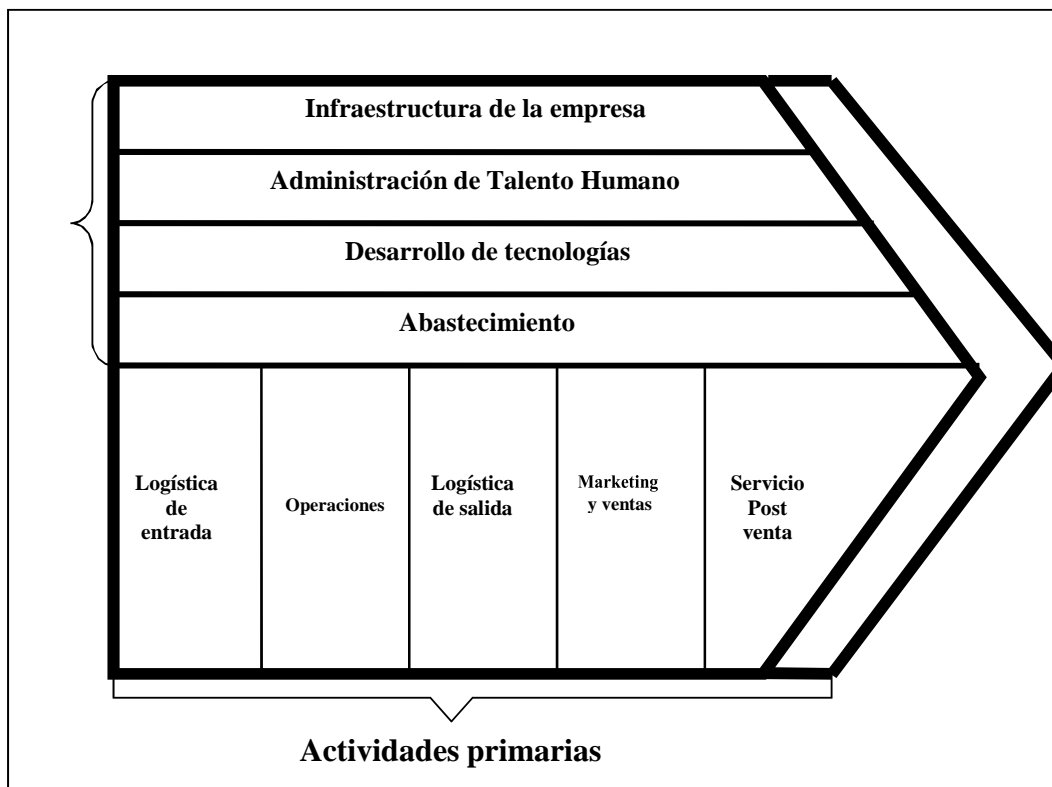 Infraestructura de la empresa
Administración de Talento Humano
Desarrollo de tecnologías
Abastecimiento
Logística
de
entrada
Operaciones
Logística
de salida
Marketing
y ventas
Servicio
Post
venta
Actividades primarias